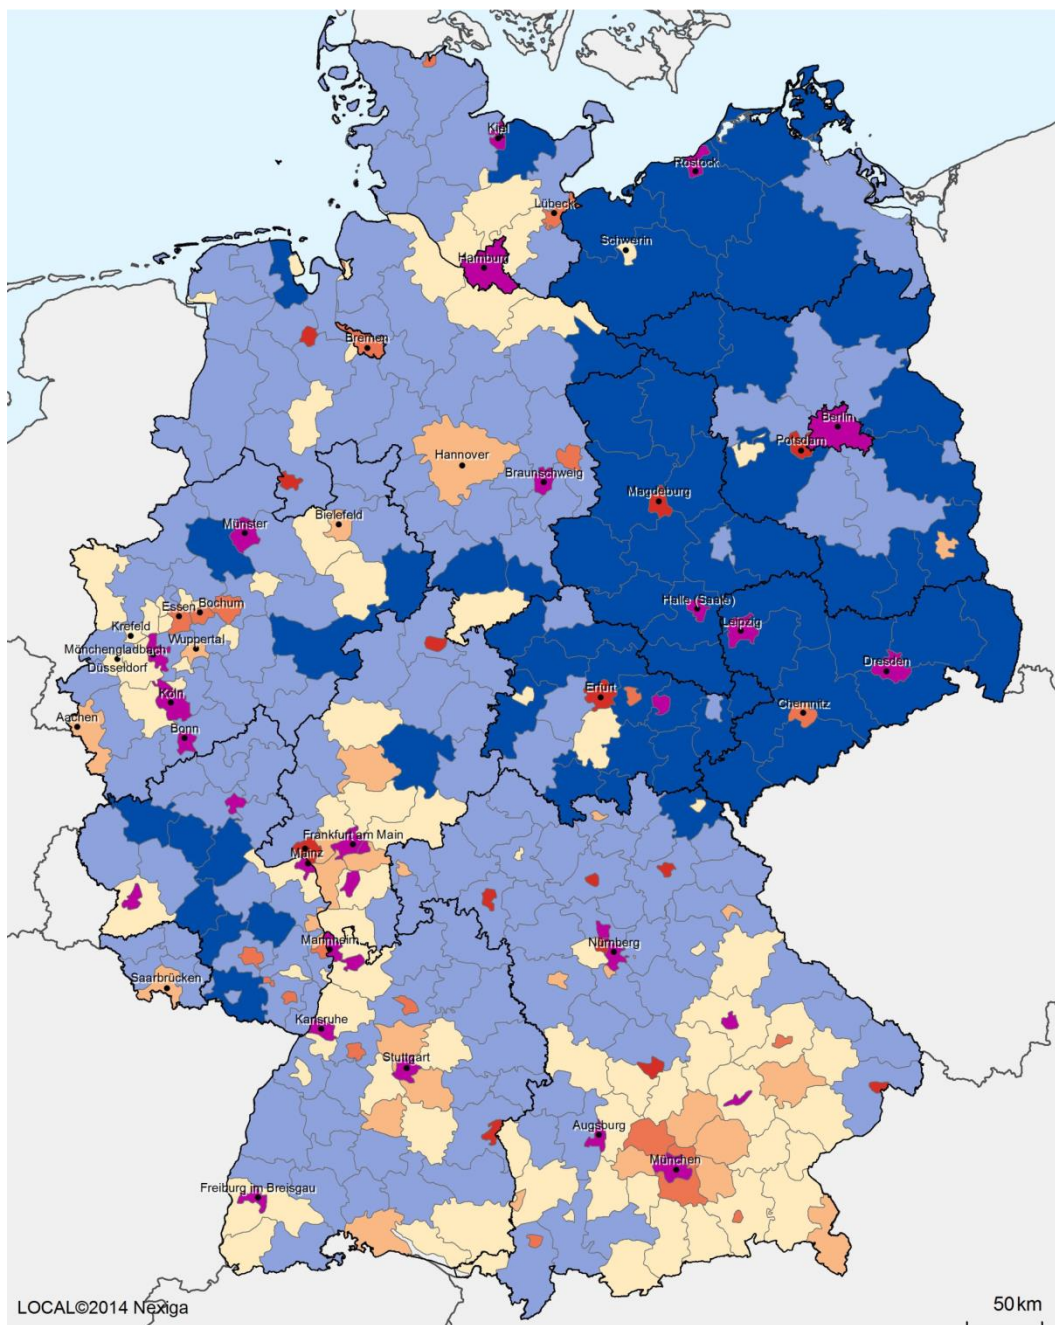 Kiel
Rostock
Lübeck
Schwerin
Hamburg
Bremen
Berlin
Potsdam
Hannover
Braunschweig
Magdeburg
Bielefeld
Münster
Halle (Saale)
Essen
Bochum
Leipzig
Krefeld
Wuppertal
Mönchengladbach
Düsseldorf
Dresden
Köln
Erfurt
Chemnitz
Aachen
Bonn
Frankfurt am Main
Mainz
Mannheim
Nürnberg
Saarbrücken
Karlsruhe
Stuttgart
Augsburg
München
Freiburg im Breisgau
LOCAL©2014 Nexiga
50 km